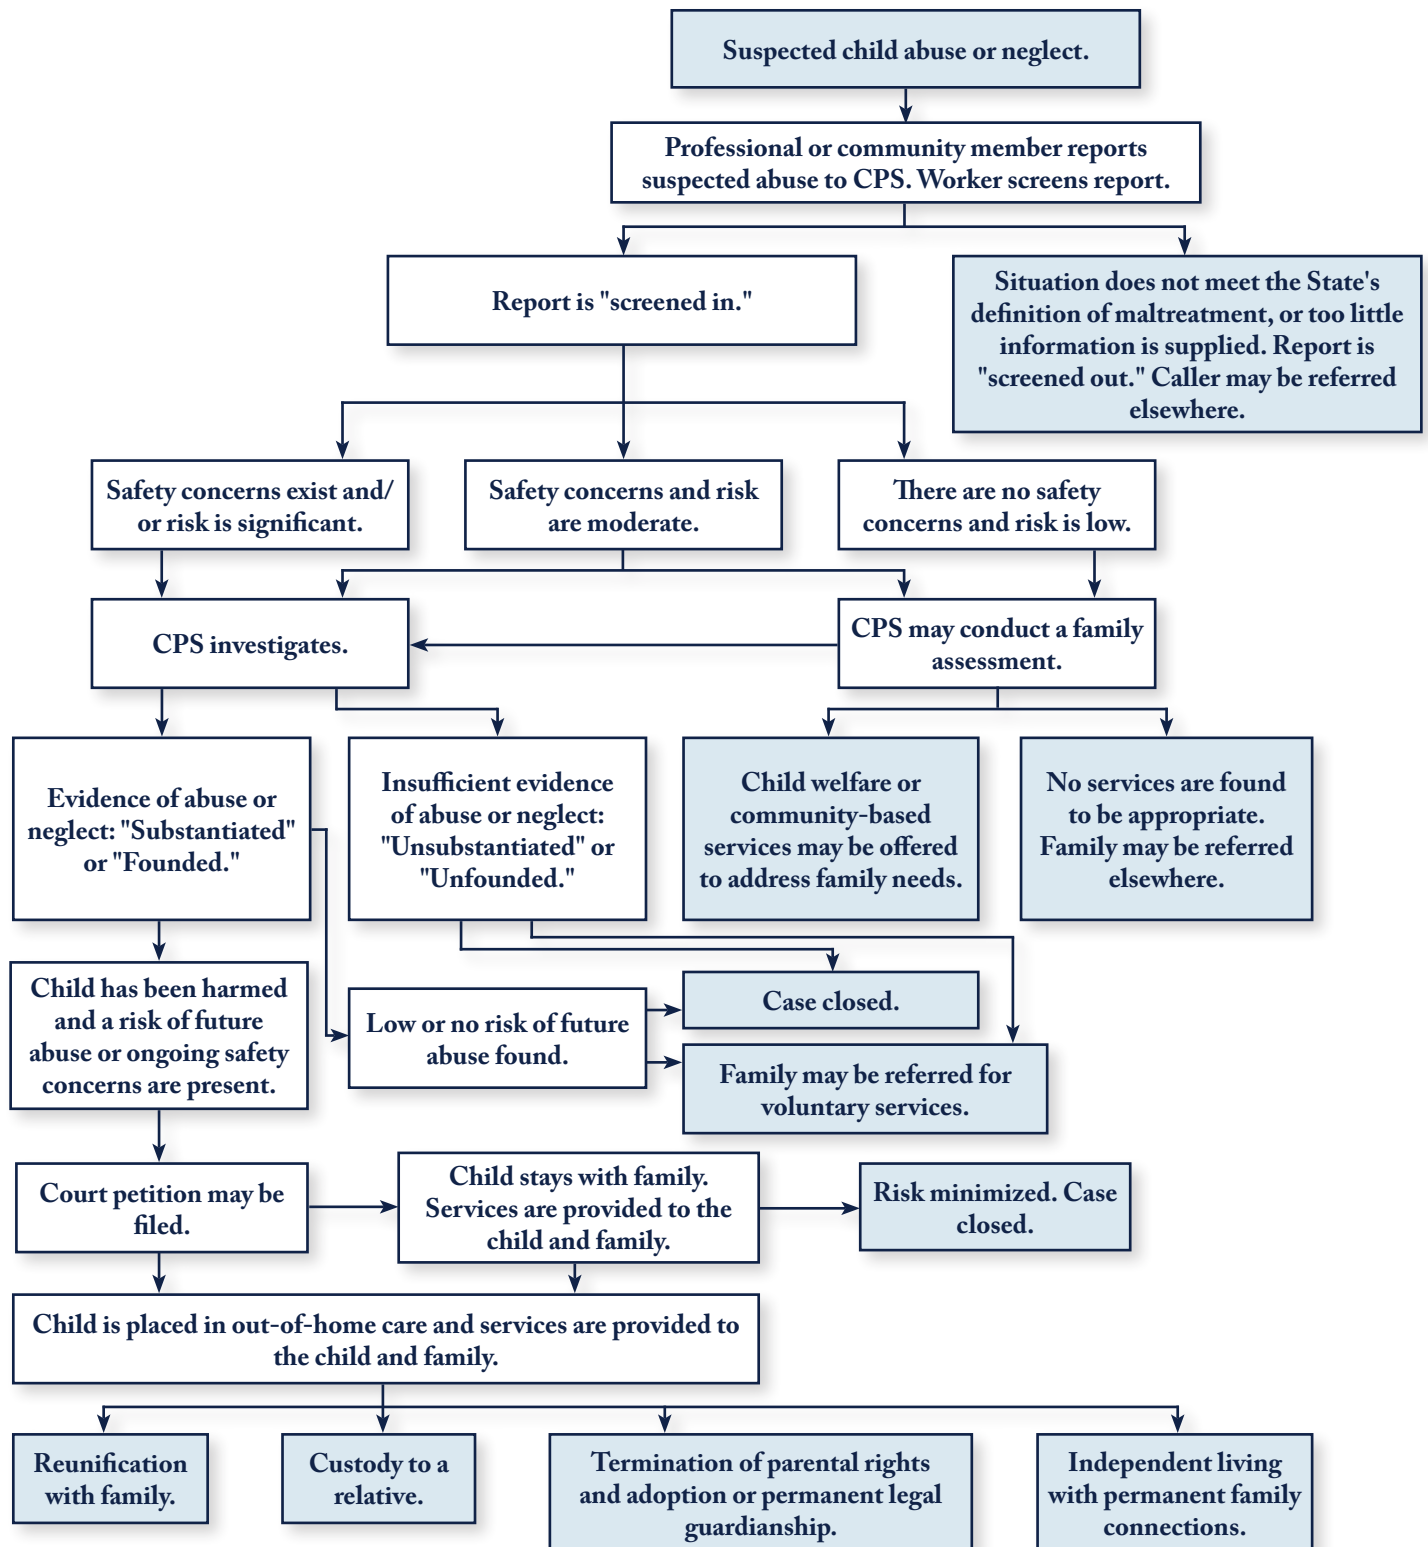 Suspected child abuse or neglect.
Professional or community member reports
suspected abuse to CPS. Worker screens report.
Report is "screened in."
Situation does not meet the State's
definition of maltreatment, or too little
information is supplied. Report is
"screened out." Caller may be referred
elsewhere.
Safety concerns exist and/
or risk is significant.
Safety concerns and risk
are moderate.
There are no safety
concerns and risk is low.
CPS investigates.
CPS may conduct a family
assessment.
Evidence of abuse or
neglect: "Substantiated"
or "Founded."
Insufficient evidence
of abuse or neglect:
"Unsubstantiated" or
"Unfounded."
Child welfare or
community-based
services may be offered
to address family needs.
No services are found
to be appropriate.
Family may be referred
elsewhere.
Child has been harmed
and a risk of future
abuse or ongoing safety
concerns are present.
Low or no risk of future
abuse found.
Case closed.
Family may be referred for
voluntary services.
Court petition may be
filed.
Child stays with family.
Services are provided to the
child and family.
Risk minimized. Case
closed.
Child is placed in out-of-home care and services are provided to
the child and family.
Reunification
with family.
Custody to a
relative.
Termination of parental rights
and adoption or permanent legal
guardianship.
Independent living
with permanent family
connections.